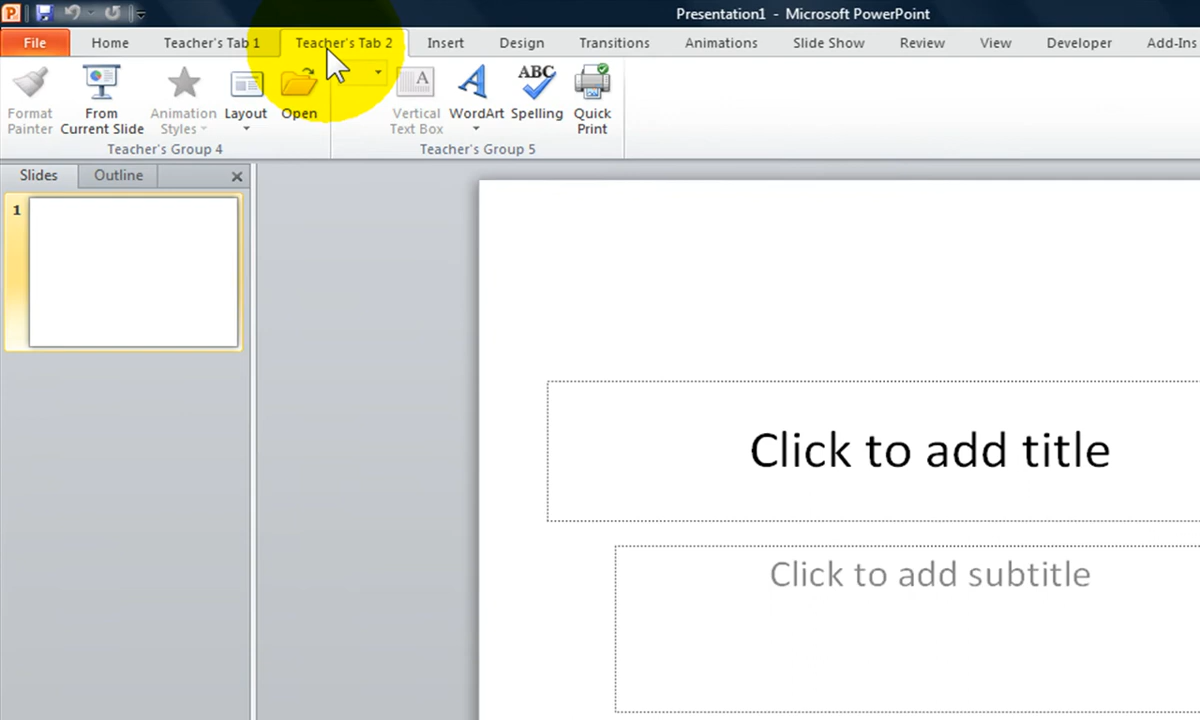 Presentation1 - Microsoft PowerPoint
File Home Teacher's Tab 1 Teacher's Tab 2 Insert Design Transitions Animations Slide Show Review View Developer Add-Ins
Format Painter
From Current Slide
Animation Styles
Layout
Open
A
Vertical Text Box
A
WordArt
ABC
Spelling
Quick Print
Teacher's Group 4
Teacher's Group 5
Slides Outline
1
Click to add title
Click to add subtitle